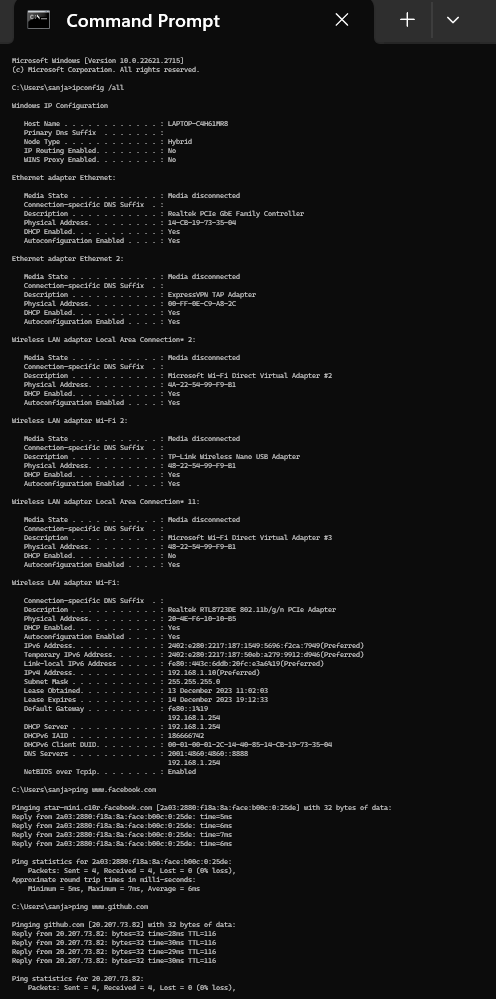 Command Prompt
Microsoft Windows [Version 10.0.22621.2715]
(c) Microsoft Corporation. All rights reserved.
C:\Users\sanja>ipconfig /all
Windows IP Configuration
Host Name . . . . . . . . . . . . : LAPTOP-C4H61MR8
Primary Dns Suffix  . . . . . . . :
Node Type . . . . . . . . . . . . : Hybrid
IP Routing Enabled. . . . . . . . : No
WINS Proxy Enabled. . . . . . . . : No
Ethernet adapter Ethernet:
Media State . . . . . . . . . . . : Media disconnected
Connection-specific DNS Suffix  . :
Description . . . . . . . . . . . : Realtek PCIe GbE Family Controller
Physical Address. . . . . . . . . : 14-CB-19-73-35-04
DHCP Enabled. . . . . . . . . . . : Yes
Autoconfiguration Enabled . . . . : Yes
Ethernet adapter Ethernet 2:
Media State . . . . . . . . . . . : Media disconnected
Connection-specific DNS Suffix  . :
Description . . . . . . . . . . . : ExpressVPN TAP Adapter
Physical Address. . . . . . . . . : 00-FF-0E-C9-A8-2C
DHCP Enabled. . . . . . . . . . . : Yes
Autoconfiguration Enabled . . . . : Yes
Wireless LAN adapter Local Area Connection* 2:
Media State . . . . . . . . . . . : Media disconnected
Connection-specific DNS Suffix  . :
Description . . . . . . . . . . . : Microsoft Wi-Fi Direct Virtual Adapter #2
Physical Address. . . . . . . . . : 4A-22-54-99-F9-B1
DHCP Enabled. . . . . . . . . . . : Yes
Autoconfiguration Enabled . . . . : Yes
Wireless LAN adapter Wi-Fi 2:
Media State . . . . . . . . . . . : Media disconnected
Connection-specific DNS Suffix  . :
Description . . . . . . . . . . . : TP-Link Wireless Nano USB Adapter
Physical Address. . . . . . . . . : 48-22-54-99-F9-B1
DHCP Enabled. . . . . . . . . . . : Yes
Autoconfiguration Enabled . . . . : Yes
Wireless LAN adapter Local Area Connection* 11:
Media State . . . . . . . . . . . : Media disconnected
Connection-specific DNS Suffix  . :
Description . . . . . . . . . . . : Microsoft Wi-Fi Direct Virtual Adapter #3
Physical Address. . . . . . . . . : 48-22-54-99-F9-B1
DHCP Enabled. . . . . . . . . . . : No
Autoconfiguration Enabled . . . . : Yes
Wireless LAN adapter Wi-Fi:
Connection-specific DNS Suffix  . :
Description . . . . . . . . . . . : Realtek RTL8723DE 802.11b/g/n PCIe Adapter
Physical Address. . . . . . . . . : 20-4E-F6-10-10-B5
DHCP Enabled. . . . . . . . . . . : Yes
Autoconfiguration Enabled . . . . : Yes
IPv6 Address. . . . . . . . . . . : 2402:e280:2217:187:1549:5696:f2ca:7949(Preferred)
Temporary IPv6 Address. . . . . . : 2402:e280:2217:187:50eb:a279:9912:d946(Preferred)
Link-local IPv6 Address . . . . . : fe80::443c:6ddb:20fc:e3a6%19(Preferred)
IPv4 Address. . . . . . . . . . . : 192.168.1.10(Preferred)
Subnet Mask . . . . . . . . . . . : 255.255.255.0
Lease Obtained. . . . . . . . . . : 13 December 2023 11:02:03
Lease Expires . . . . . . . . . . : 14 December 2023 19:12:33
Default Gateway . . . . . . . . . : fe80::1%19
192.168.1.254
DHCP Server . . . . . . . . . . . : 192.168.1.254
DHCPv6 IAID . . . . . . . . . . . : 186666742
DHCPv6 Client DUID. . . . . . . . : 00-01-00-01-2C-14-40-85-14-CB-19-73-35-04
DNS Servers . . . . . . . . . . . : 2001:4860:4860::8888
192.168.1.254
NetBIOS over Tcpip. . . . . . . . : Enabled
C:\Users\sanja>ping www.facebook.com
Pinging star-mini.c10r.facebook.com [2a03:2880:f18a:8a:face:b00c:0:25de] with 32 bytes of data:
Reply from 2a03:2880:f18a:8a:face:b00c:0:25de: time=5ms
Reply from 2a03:2880:f18a:8a:face:b00c:0:25de: time=6ms
Reply from 2a03:2880:f18a:8a:face:b00c:0:25de: time=7ms
Reply from 2a03:2880:f18a:8a:face:b00c:0:25de: time=6ms
Ping statistics for 2a03:2880:f18a:8a:face:b00c:0:25de:
Packets: Sent = 4, Received = 4, Lost = 0 (0% loss),
Approximate round trip times in milli-seconds:
Minimum = 5ms, Maximum = 7ms, Average = 6ms
C:\Users\sanja>ping www.github.com
Pinging github.com [20.207.73.82] with 32 bytes of data:
Reply from 20.207.73.82: bytes=32 time=28ms TTL=116
Reply from 20.207.73.82: bytes=32 time=30ms TTL=116
Reply from 20.207.73.82: bytes=32 time=29ms TTL=116
Reply from 20.207.73.82: bytes=32 time=30ms TTL=116
Ping statistics for 20.207.73.82:
Packets: Sent = 4, Received = 4, Lost = 0 (0% loss),